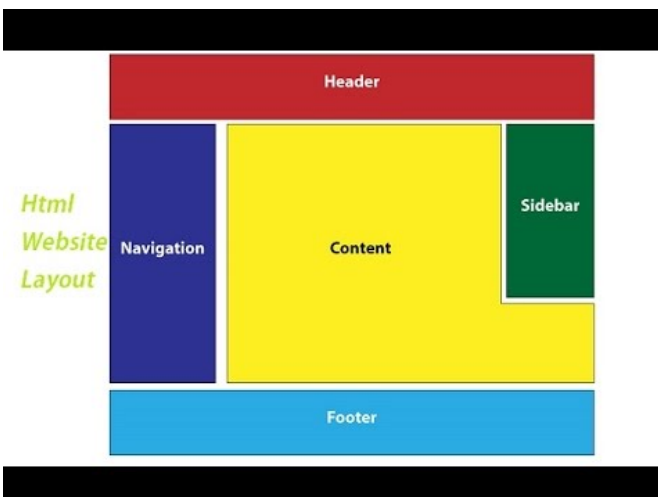 Header
Html
Website
Layout
Navigation
Content
Sidebar
Footer